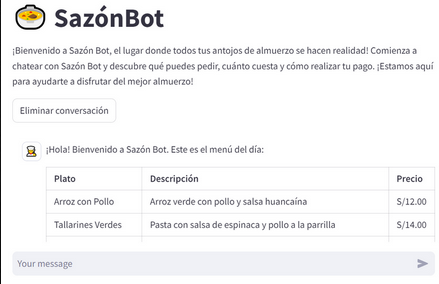 SazónBot
¡Bienvenido a Sazón Bot, el lugar donde todos tus antojos de almuerzo se hacen realidad! Comienza a
chatear con Sazón Bot y descubre qué puedes pedir, cuánto cuesta y cómo realizar tu pago. ¡Estamos aquí
para ayudarte a disfrutar del mejor almuerzo!
Eliminar conversación
¡Hola! Bienvenido a Sazón Bot. Este es el menú del día:
Plato Descripción Precio
Arroz con Pollo Arroz verde con pollo y salsa huancaína S/12.00
Tallarines Verdes Pasta con salsa de espinaca y pollo a la parrilla S/14.00
Your message